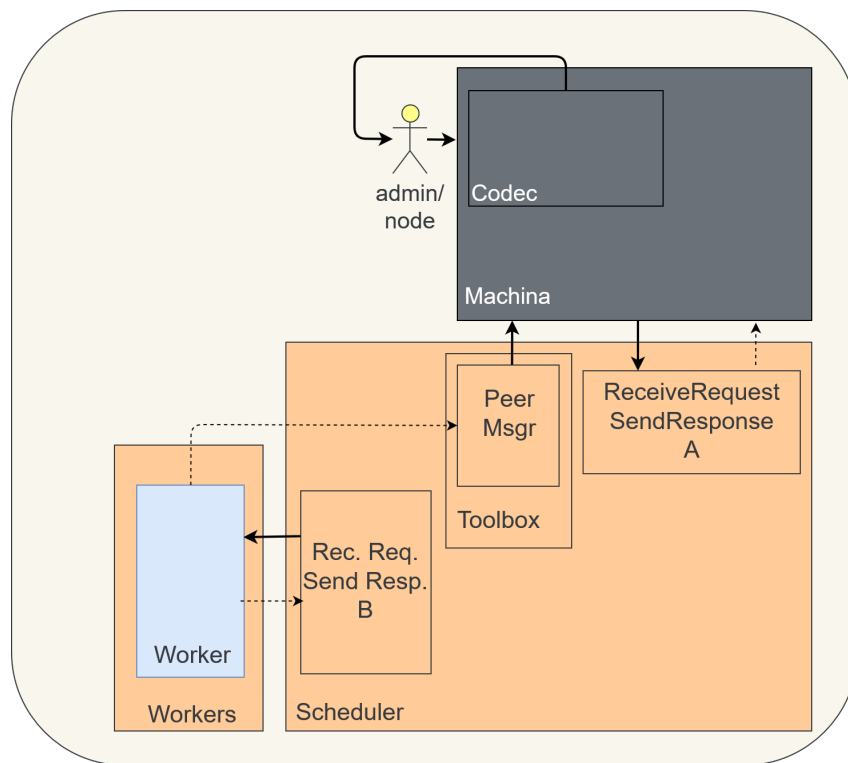 admin/
node
Codec
Machina
Peer
Msgr
Toolbox
ReceiveRequest
SendResponse
A
Rec. Req.
Send Resp.
B
Worker
Workers
Scheduler